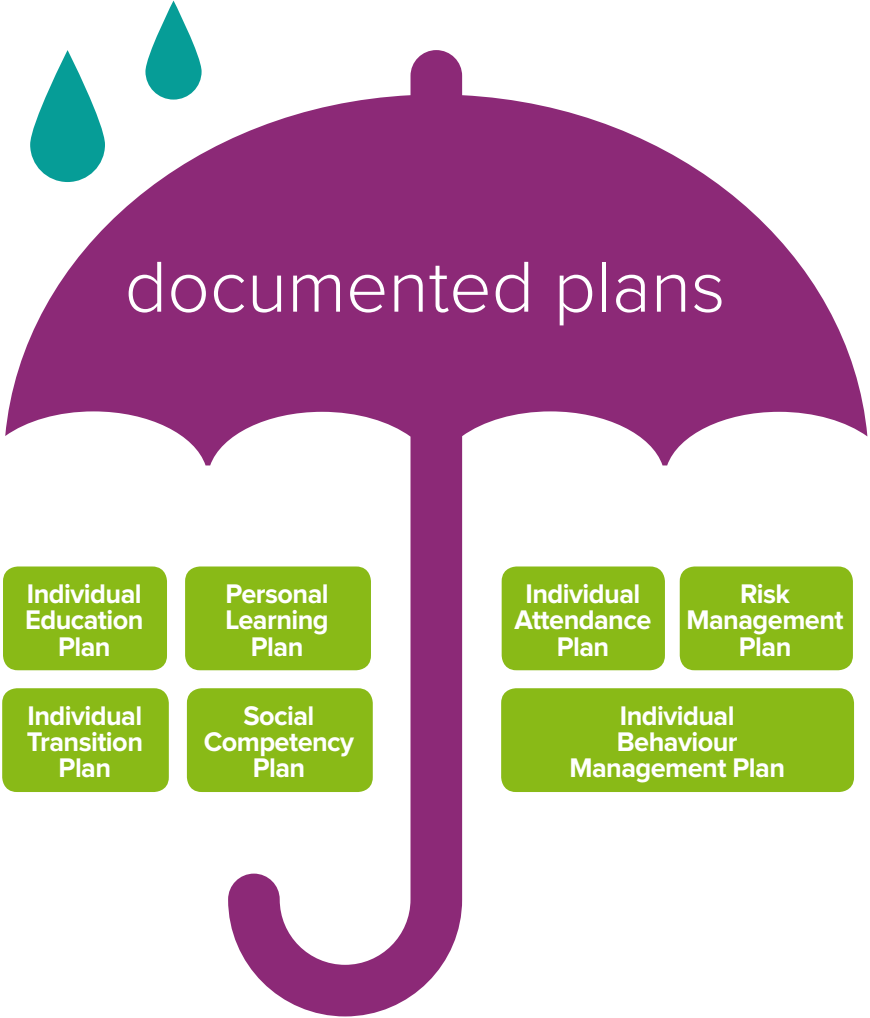 documented plans
Individual
Education
Plan
Personal
Learning
Plan
Individual
Attendance
Plan
Risk
Management
Plan
Individual
Transition
Plan
Social
Competency
Plan
Individual
Behaviour
Management Plan